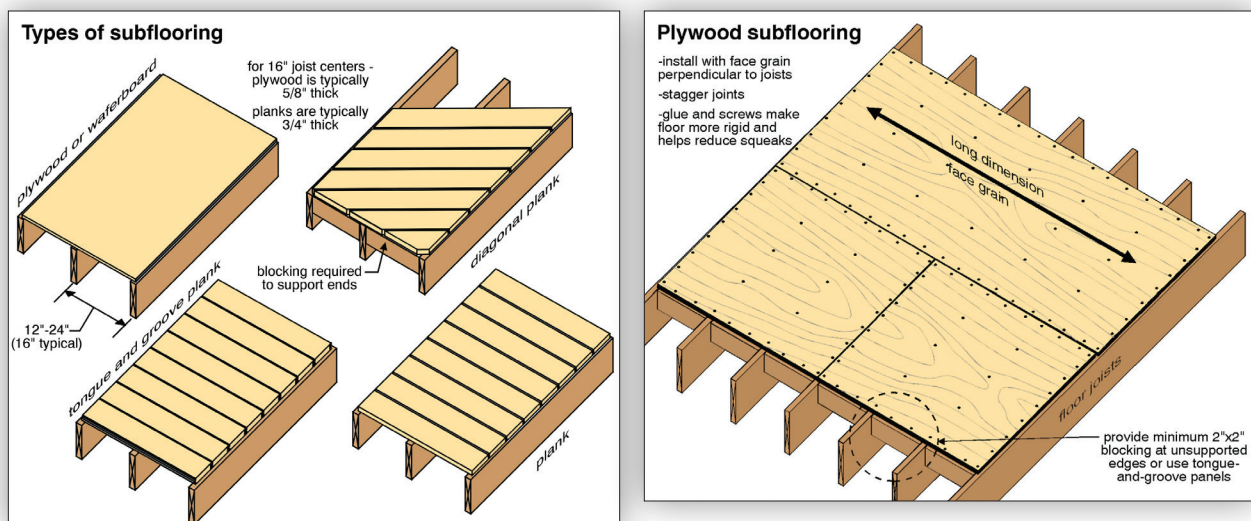 Types of subflooring
for 16" joist centers -
plywood is typically
5/8" thick
planks are typically
3/4" thick
plywood or waferboard
diagonal plank
blocking required
to support ends
12"-24"
(16" typical)
tongue and groove plank
plank
Plywood subflooring
-install with face grain
perpendicular to joists
-stagger joints
-glue and screws make
floor more rigid and
helps reduce squeaks
long dimension
face grain
floor joists
provide minimum 2"x2"
blocking at unsupported
edges or use tongue-
and-groove panels